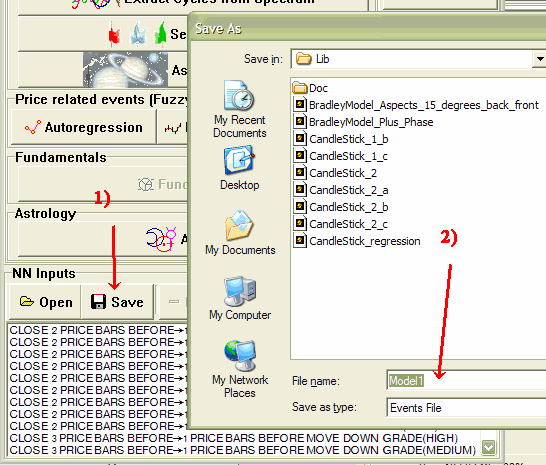 Extract Cycles from Spectrum
Se
As
Price related events (Fuzzy
Autoregression
Fundamentals
Fund
1)
Astrology
A
NN Inputs
Open
Save
CLOSE 2 PRICE BARS BEFORE→1
CLOSE 2 PRICE BARS BEFORE→1
CLOSE 2 PRICE BARS BEFORE→1
CLOSE 2 PRICE BARS BEFORE→1
CLOSE 2 PRICE BARS BEFORE→1
CLOSE 2 PRICE BARS BEFORE→1
CLOSE 2 PRICE BARS BEFORE→1
CLOSE 2 PRICE BARS BEFORE→1
CLOSE 2 PRICE BARS BEFORE→1
CLOSE 3 PRICE BARS BEFORE→1 PRICE BARS BEFORE MOVE DOWN GRADE(HIGH)
CLOSE 3 PRICE BARS BEFORE→1 PRICE BARS BEFORE MOVE DOWN GRADE(MEDIUM)
Save As
Save in:
Lib
My Recent
Documents
Desktop
My Documents
My Computer
My Network
Places
Doc
BradleyModel_Aspects_15_degrees_back_front
BradleyModel_Plus_Phase
CandleStick_1_b
CandleStick_1_c
CandleStick_2
CandleStick_2_a
CandleStick_2_b
CandleStick_2_c
CandleStick_regression
2)
File name:
Model1
Save as type:
Events File